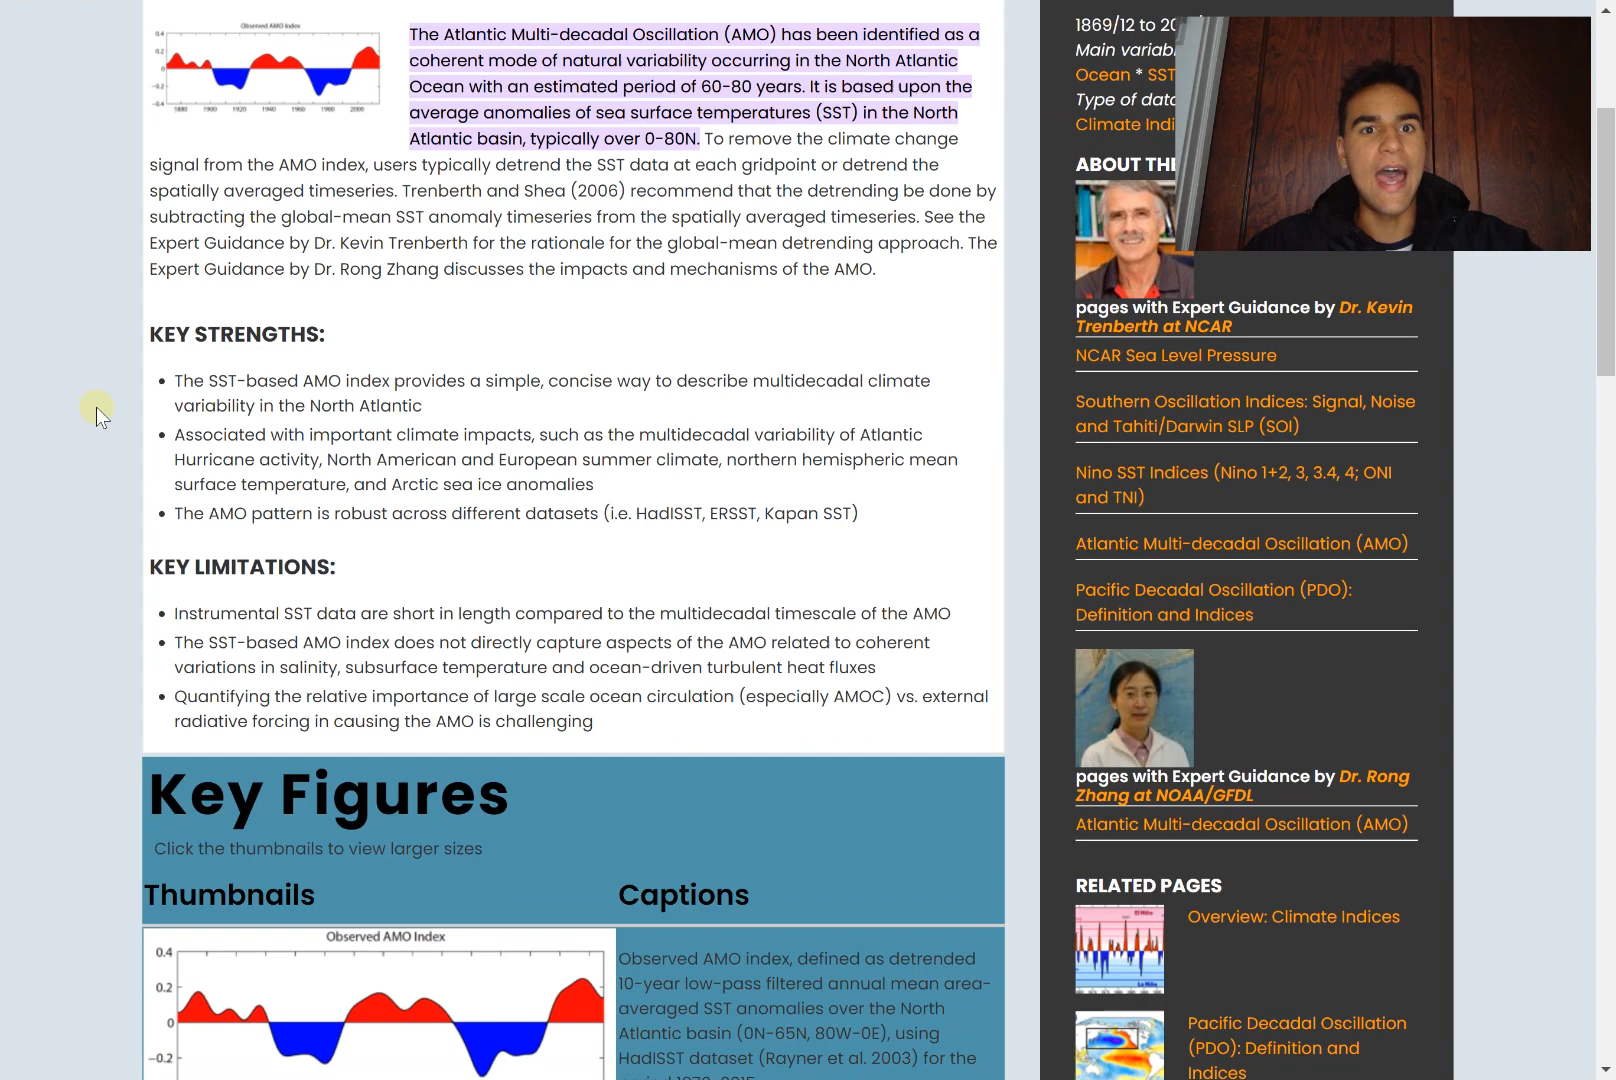 Observed AMO Index
0.4
0.2
0
-0.2
-0.4
1880 1900 1920 1940 1960 1980 2000
The Atlantic Multi-decadal Oscillation (AMO) has been identified as a
coherent mode of natural variability occurring in the North Atlantic
Ocean with an estimated period of 60-80 years. It is based upon the
average anomalies of sea surface temperatures (SST) in the North
Atlantic basin, typically over 0-80N. To remove the climate change
signal from the AMO index, users typically detrend the SST data at each gridpoint or detrend the
spatially averaged timeseries. Trenberth and Shea (2006) recommend that the detrending be done by
subtracting the global-mean SST anomaly timeseries from the spatially averaged timeseries. See the
Expert Guidance by Dr. Kevin Trenberth for the rationale for the global-mean detrending approach. The
Expert Guidance by Dr. Rong Zhang discusses the impacts and mechanisms of the AMO.
KEY STRENGTHS:
• The SST-based AMO index provides a simple, concise way to describe multidecadal climate
variability in the North Atlantic
• Associated with important climate impacts, such as the multidecadal variability of Atlantic
Hurricane activity, North American and European summer climate, northern hemispheric mean
surface temperature, and Arctic sea ice anomalies
• The AMO pattern is robust across different datasets (i.e. HadISST, ERSST, Kapan SST)
KEY LIMITATIONS:
• Instrumental SST data are short in length compared to the multidecadal timescale of the AMO
• The SST-based AMO index does not directly capture aspects of the AMO related to coherent
variations in salinity, subsurface temperature and ocean-driven turbulent heat fluxes
• Quantifying the relative importance of large scale ocean circulation (especially AMOC) vs. external
radiative forcing in causing the AMO is challenging
Key Figures
Click the thumbnails to view larger sizes
Thumbnails
Captions
Observed AMO Index
0.4
0.2
0
-0.2
Observed AMO index, defined as detrended
10-year low-pass filtered annual mean area-
averaged SST anomalies over the North
Atlantic basin (0N-65N, 80W-0E), using
HadISST dataset (Rayner et al. 2003) for the
1869/12 to
Main
Ocean * SST
Type of
Climate
ABOUT
pages with Expert Guidance by Dr. Kevin
Trenberth at NCAR
NCAR Sea Level Pressure
Southern Oscillation Indices: Signal, Noise
and Tahiti/Darwin SLP (SOI)
Nino SST Indices (Nino 1+2, 3, 3.4, 4; ONI
and TNI)
Atlantic Multi-decadal Oscillation (AMO)
Pacific Decadal Oscillation (PDO):
Definition and Indices
pages with Expert Guidance by Dr. Rong
Zhang at NOAA/GFDL
Atlantic Multi-decadal Oscillation (AMO)
RELATED PAGES
El Niño
La Niña
Overview: Climate Indices
Pacific Decadal Oscillation
(PDO): Definition and
Indices